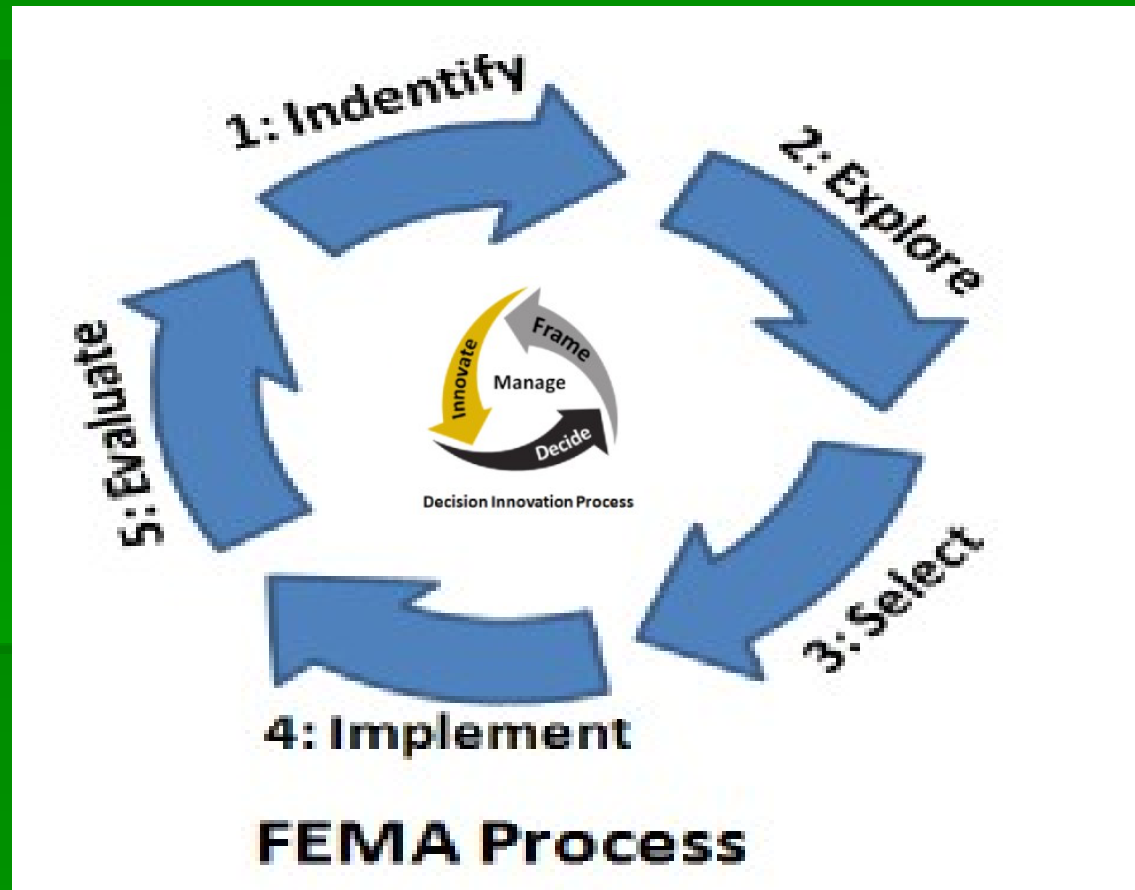 1: Indentify
2: Explore
3: Select
4: Implement
5: Evaluate
Frame
Innovate
Manage
Decide
Decision Innovation Process
FEMA Process